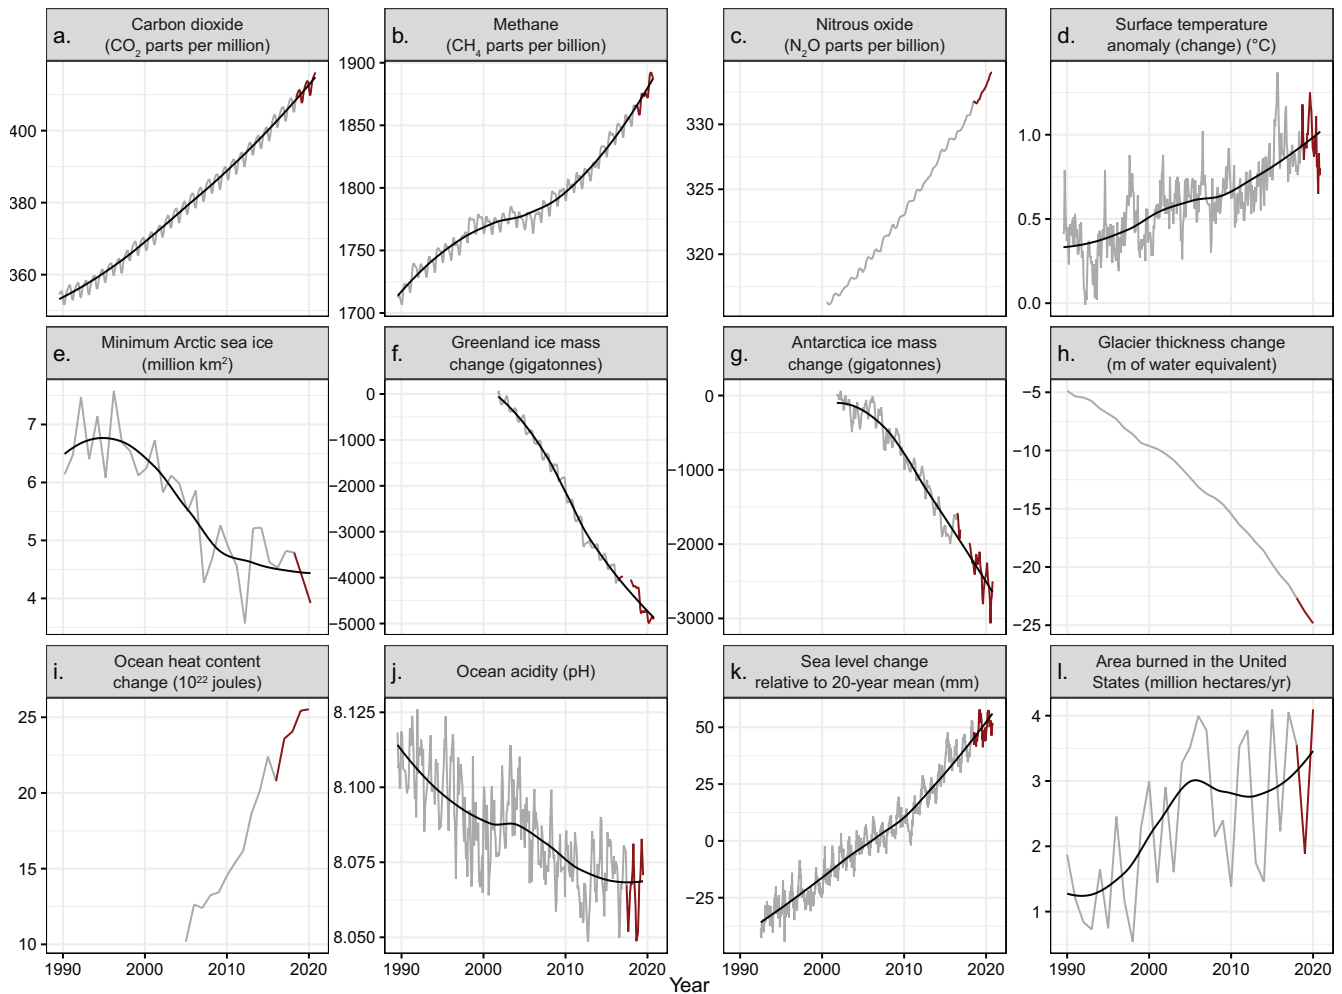 a. Carbon dioxide
(CO₂ parts per million)
b. Methane
(CH₄ parts per billion)
c. Nitrous oxide
(N₂O parts per billion)
d. Surface temperature
anomaly (change) (°C)
400
380
360
1900
1850
1800
1750
1700
330
325
320
1.0
0.5
0.0
e. Minimum Arctic sea ice
(million km²)
f. Greenland ice mass
change (gigatonnes)
g. Antarctica ice mass
change (gigatonnes)
h. Glacier thickness change
(m of water equivalent)
7
6
5
4
0
−1000
−2000
−3000
−4000
−5000
0
−1000
−2000
−3000
−5
−10
−15
−20
−25
i. Ocean heat content
change (10²² joules)
j. Ocean acidity (pH)
k. Sea level change
relative to 20-year mean (mm)
l. Area burned in the United
States (million hectares/yr)
25
20
15
10
8.125
8.100
8.075
8.050
50
25
0
−25
4
3
2
1
1990 2000 2010 2020
1990 2000 2010 2020
1990 2000 2010 2020
1990 2000 2010 2020
Year